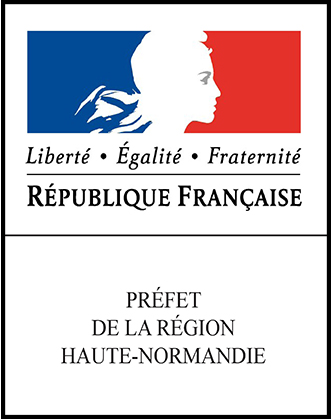 Liberté • Égalité • Fraternité
RÉPUBLIQUE FRANÇAISE
PRÉFET
DE LA RÉGION
HAUTE-NORMANDIE